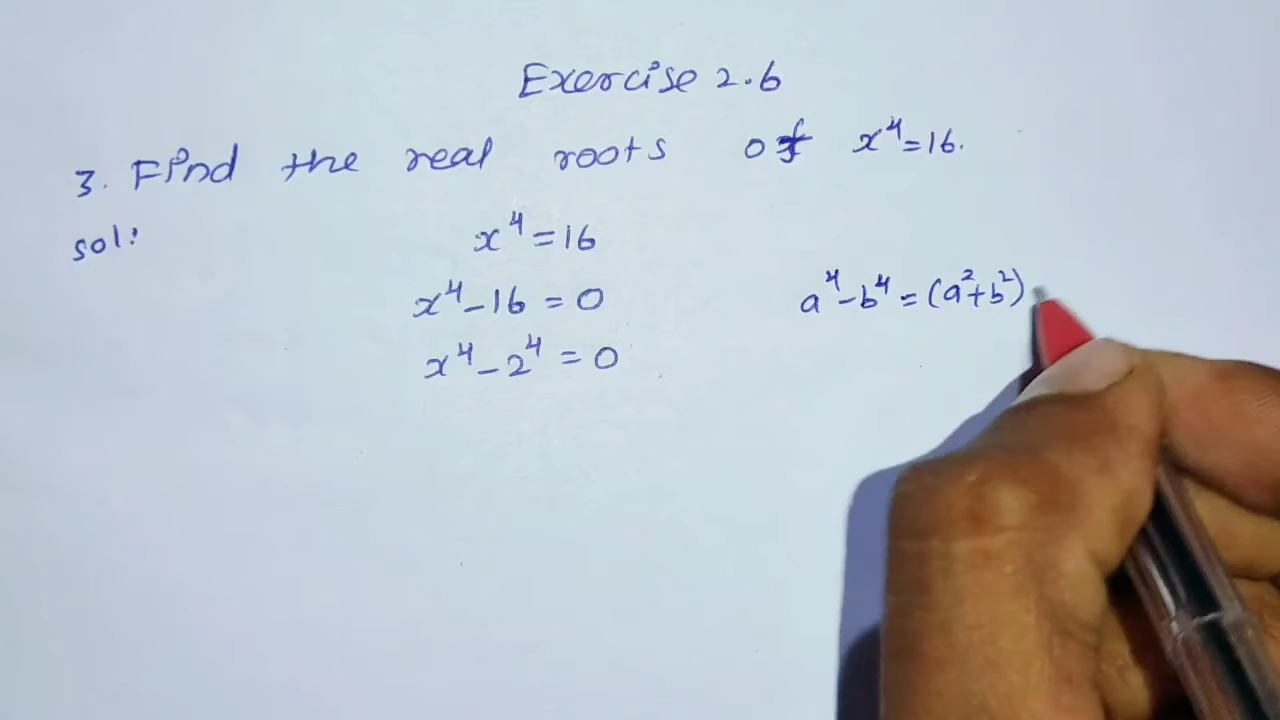 Exercise 2.6
3. Find the real roots of x⁴=16.
sol:
x⁴=16
x⁴-16=0
a⁴-b⁴=(a²+b²)
x⁴-2⁴=0